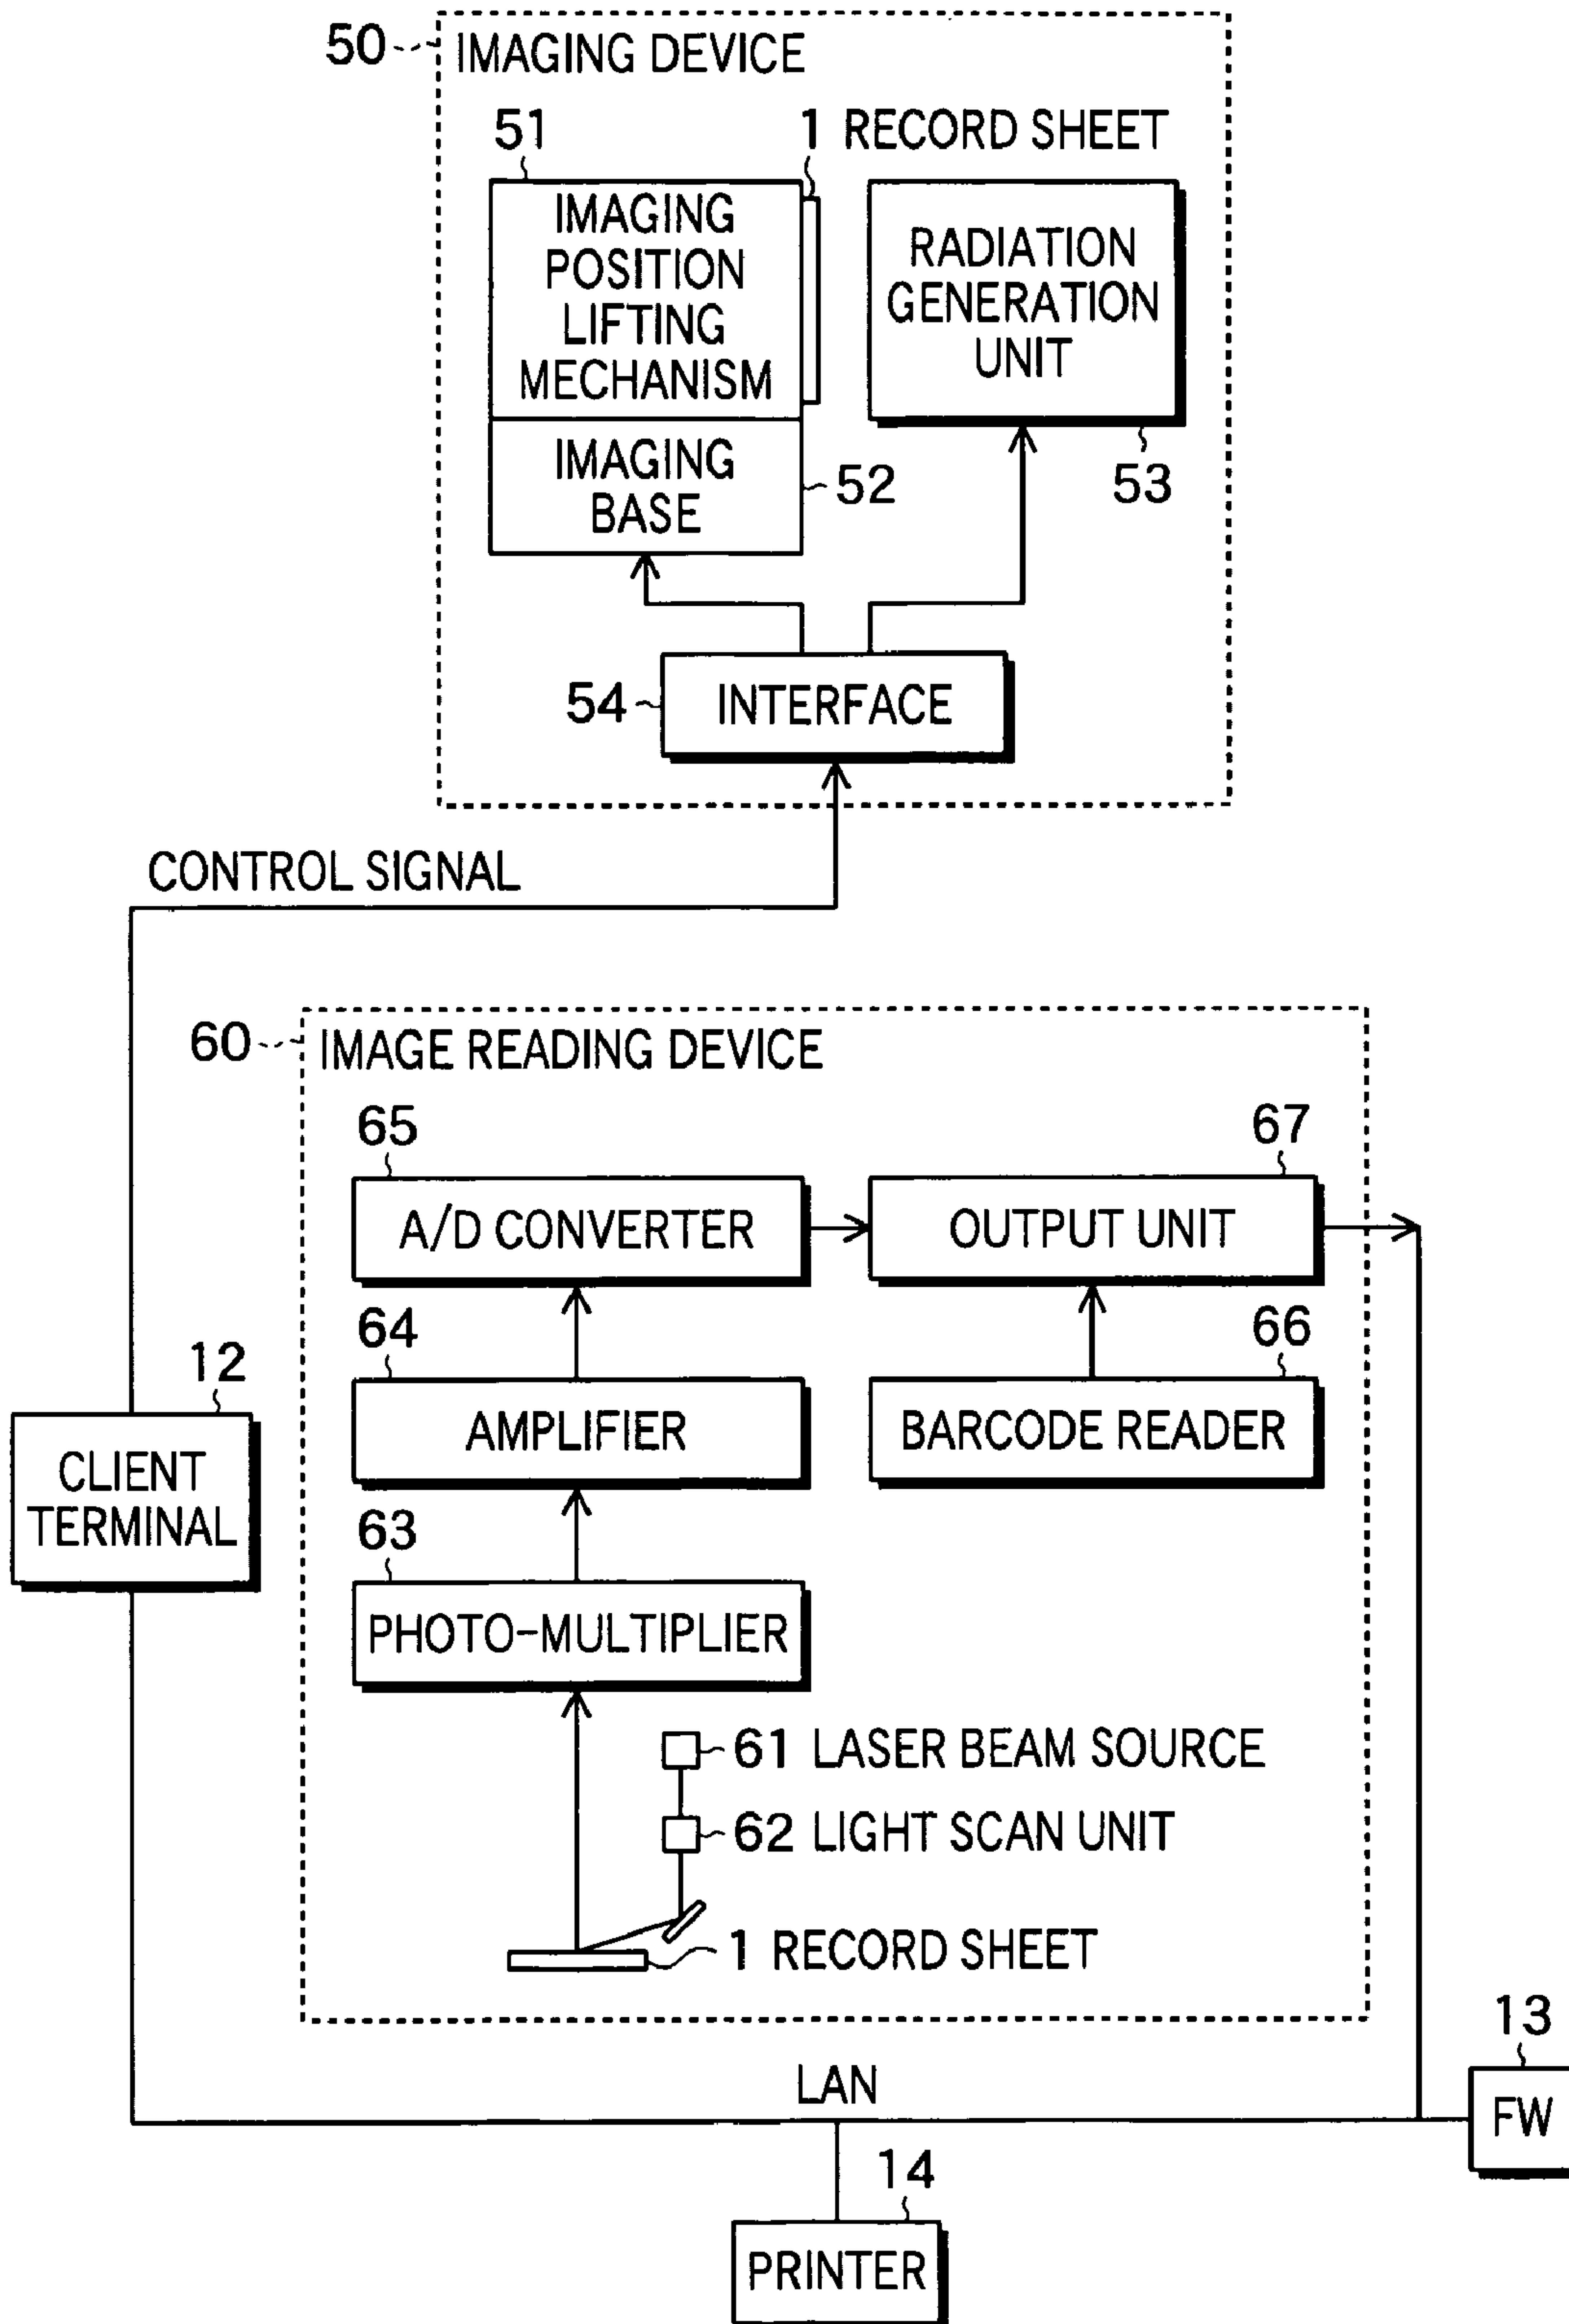 50 IMAGING DEVICE
51
1 RECORD SHEET
IMAGING
POSITION
LIFTING
MECHANISM
RADIATION
GENERATION
UNIT
IMAGING
BASE
52
53
54
INTERFACE
CONTROL SIGNAL
60 IMAGE READING DEVICE
65
67
A/D CONVERTER
OUTPUT UNIT
64
66
AMPLIFIER
BARCODE READER
12
CLIENT
TERMINAL
63
PHOTO-MULTIPLIER
61 LASER BEAM SOURCE
62 LIGHT SCAN UNIT
1 RECORD SHEET
13
FW
LAN
14
PRINTER